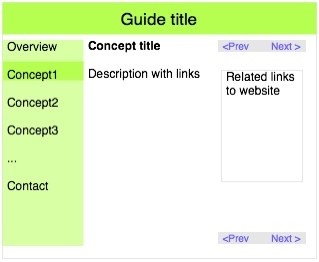 Guide title
Overview
Concept1
Concept2
Concept3
...
Contact
Concept title
Description with links
<Prev Next >
Related links
to website
<Prev Next >